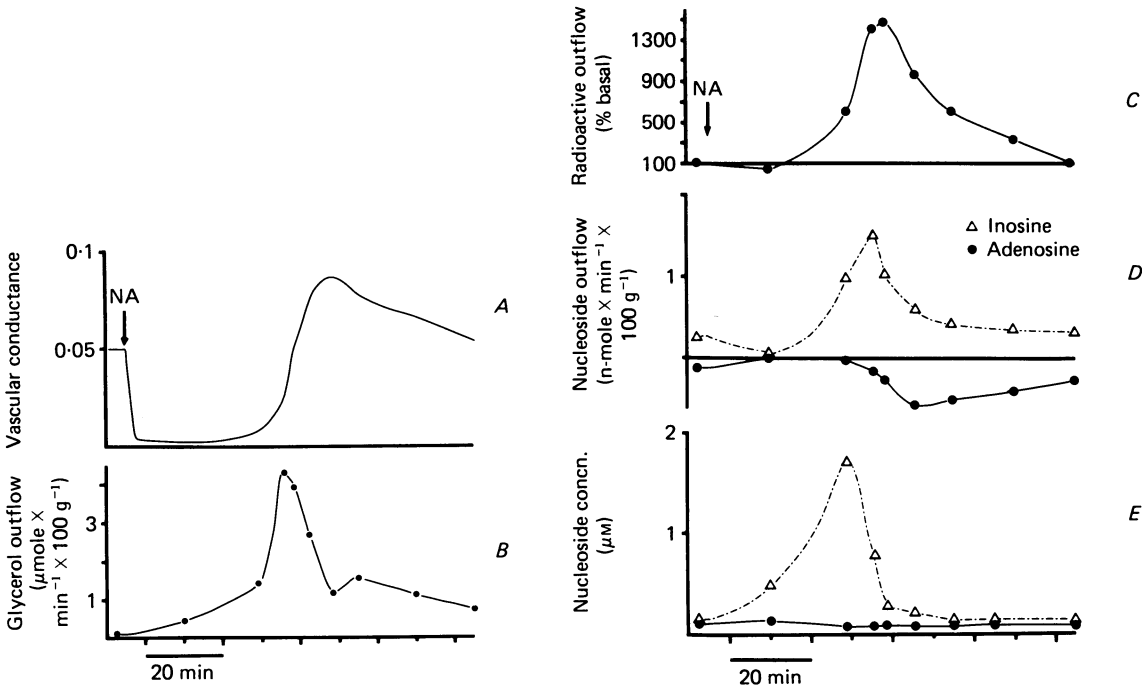 Vascular conductance
0·1
0·05
NA
A
Glycerol outflow
(μmole ×
min⁻¹ × 100 g⁻¹)
3
1
B
20 min
Radioactive outflow
(% basal)
1300
900
500
100
NA
C
Nucleoside outflow
(n-mole × min⁻¹ ×
100 g⁻¹)
1
△ Inosine
● Adenosine
D
Nucleoside concn.
(μM)
2
1
E
20 min